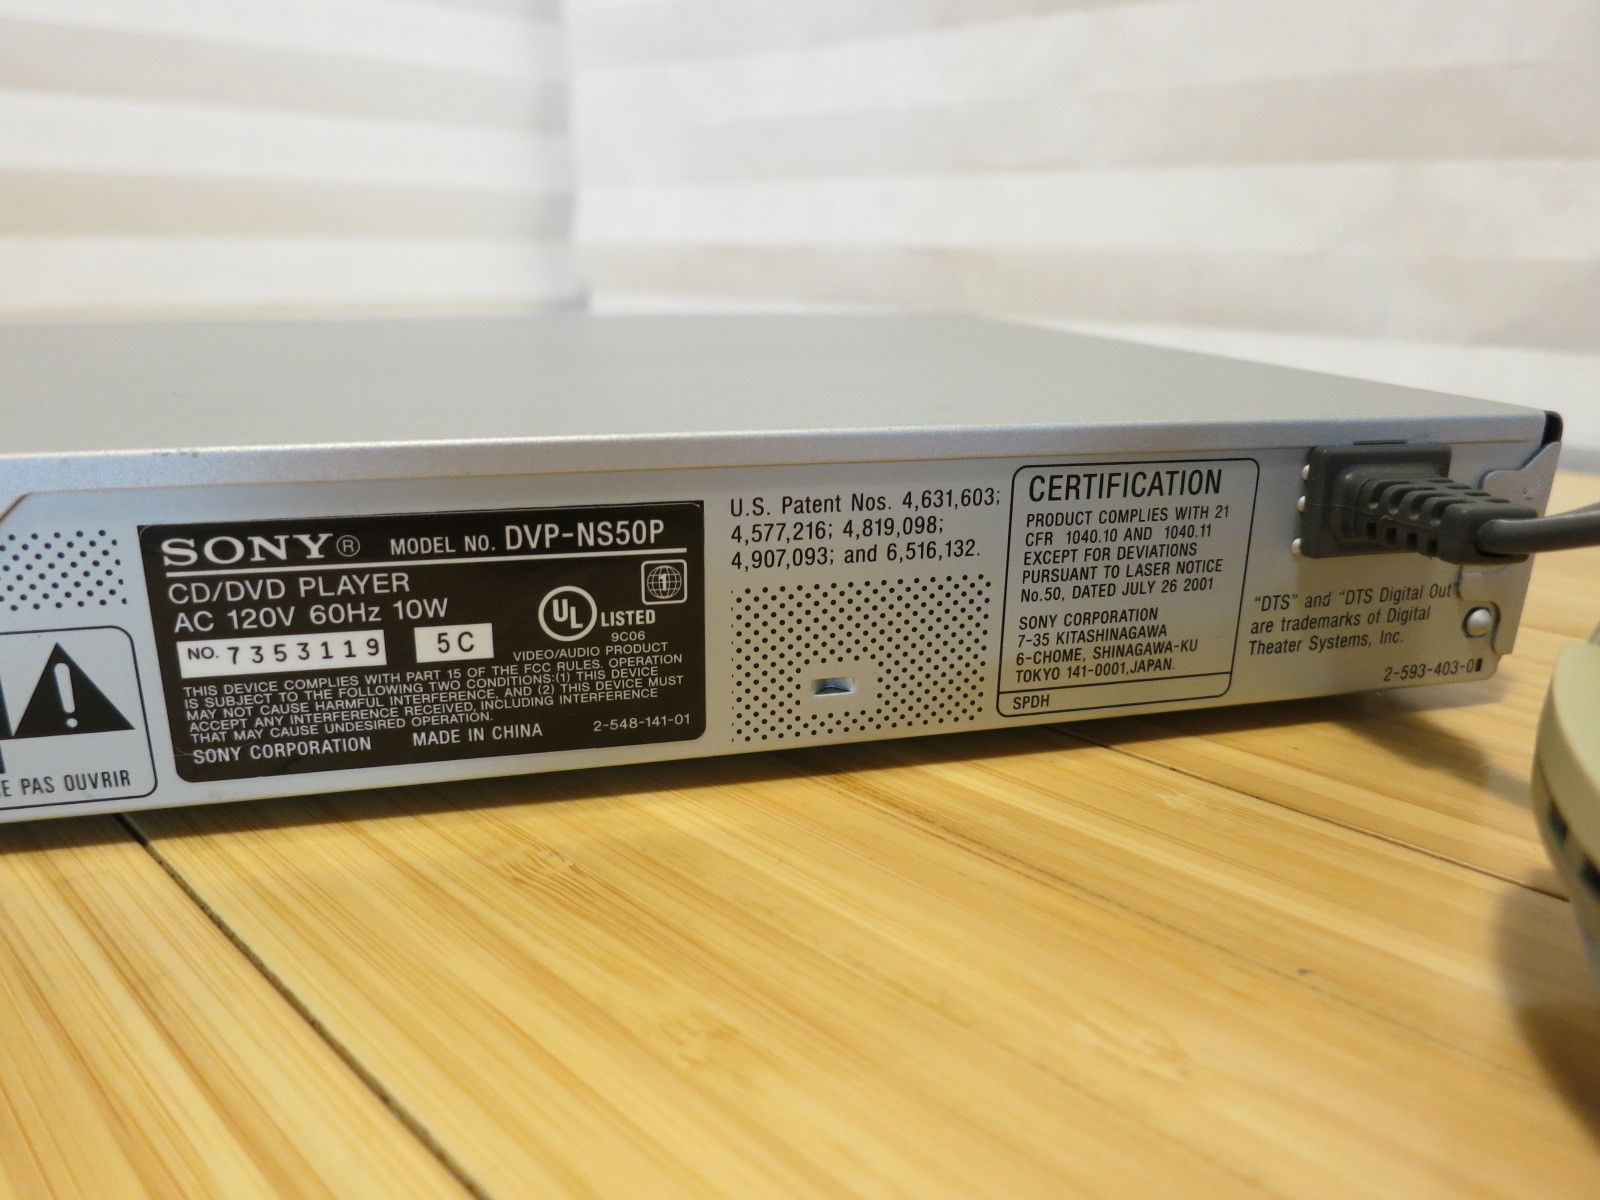 E PAS OUVRIR
SONY® MODEL NO. DVP-NS50P
CD/DVD PLAYER
AC 120V 60Hz 10W
NO. 7353119 5C
UL LISTED
9C06
VIDEO/AUDIO PRODUCT
1
THIS DEVICE COMPLIES WITH PART 15 OF THE FCC RULES. OPERATION
IS SUBJECT TO THE FOLLOWING TWO CONDITIONS:(1) THIS DEVICE
MAY NOT CAUSE HARMFUL INTERFERENCE, AND (2) THIS DEVICE MUST
ACCEPT ANY INTERFERENCE RECEIVED, INCLUDING INTERFERENCE
THAT MAY CAUSE UNDESIRED OPERATION.
SONY CORPORATION MADE IN CHINA 2-548-141-01
U.S. Patent Nos. 4,631,603;
4,577,216; 4,819,098;
4,907,093; and 6,516,132.
CERTIFICATION
PRODUCT COMPLIES WITH 21
CFR 1040.10 AND 1040.11
EXCEPT FOR DEVIATIONS
PURSUANT TO LASER NOTICE
No.50, DATED JULY 26 2001
SONY CORPORATION
7-35 KITASHINAGAWA
6-CHOME, SHINAGAWA-KU
TOKYO 141-0001,JAPAN.
SPDH
"DTS" and "DTS Digital Out"
are trademarks of Digital
Theater Systems, Inc.
2-593-403-0